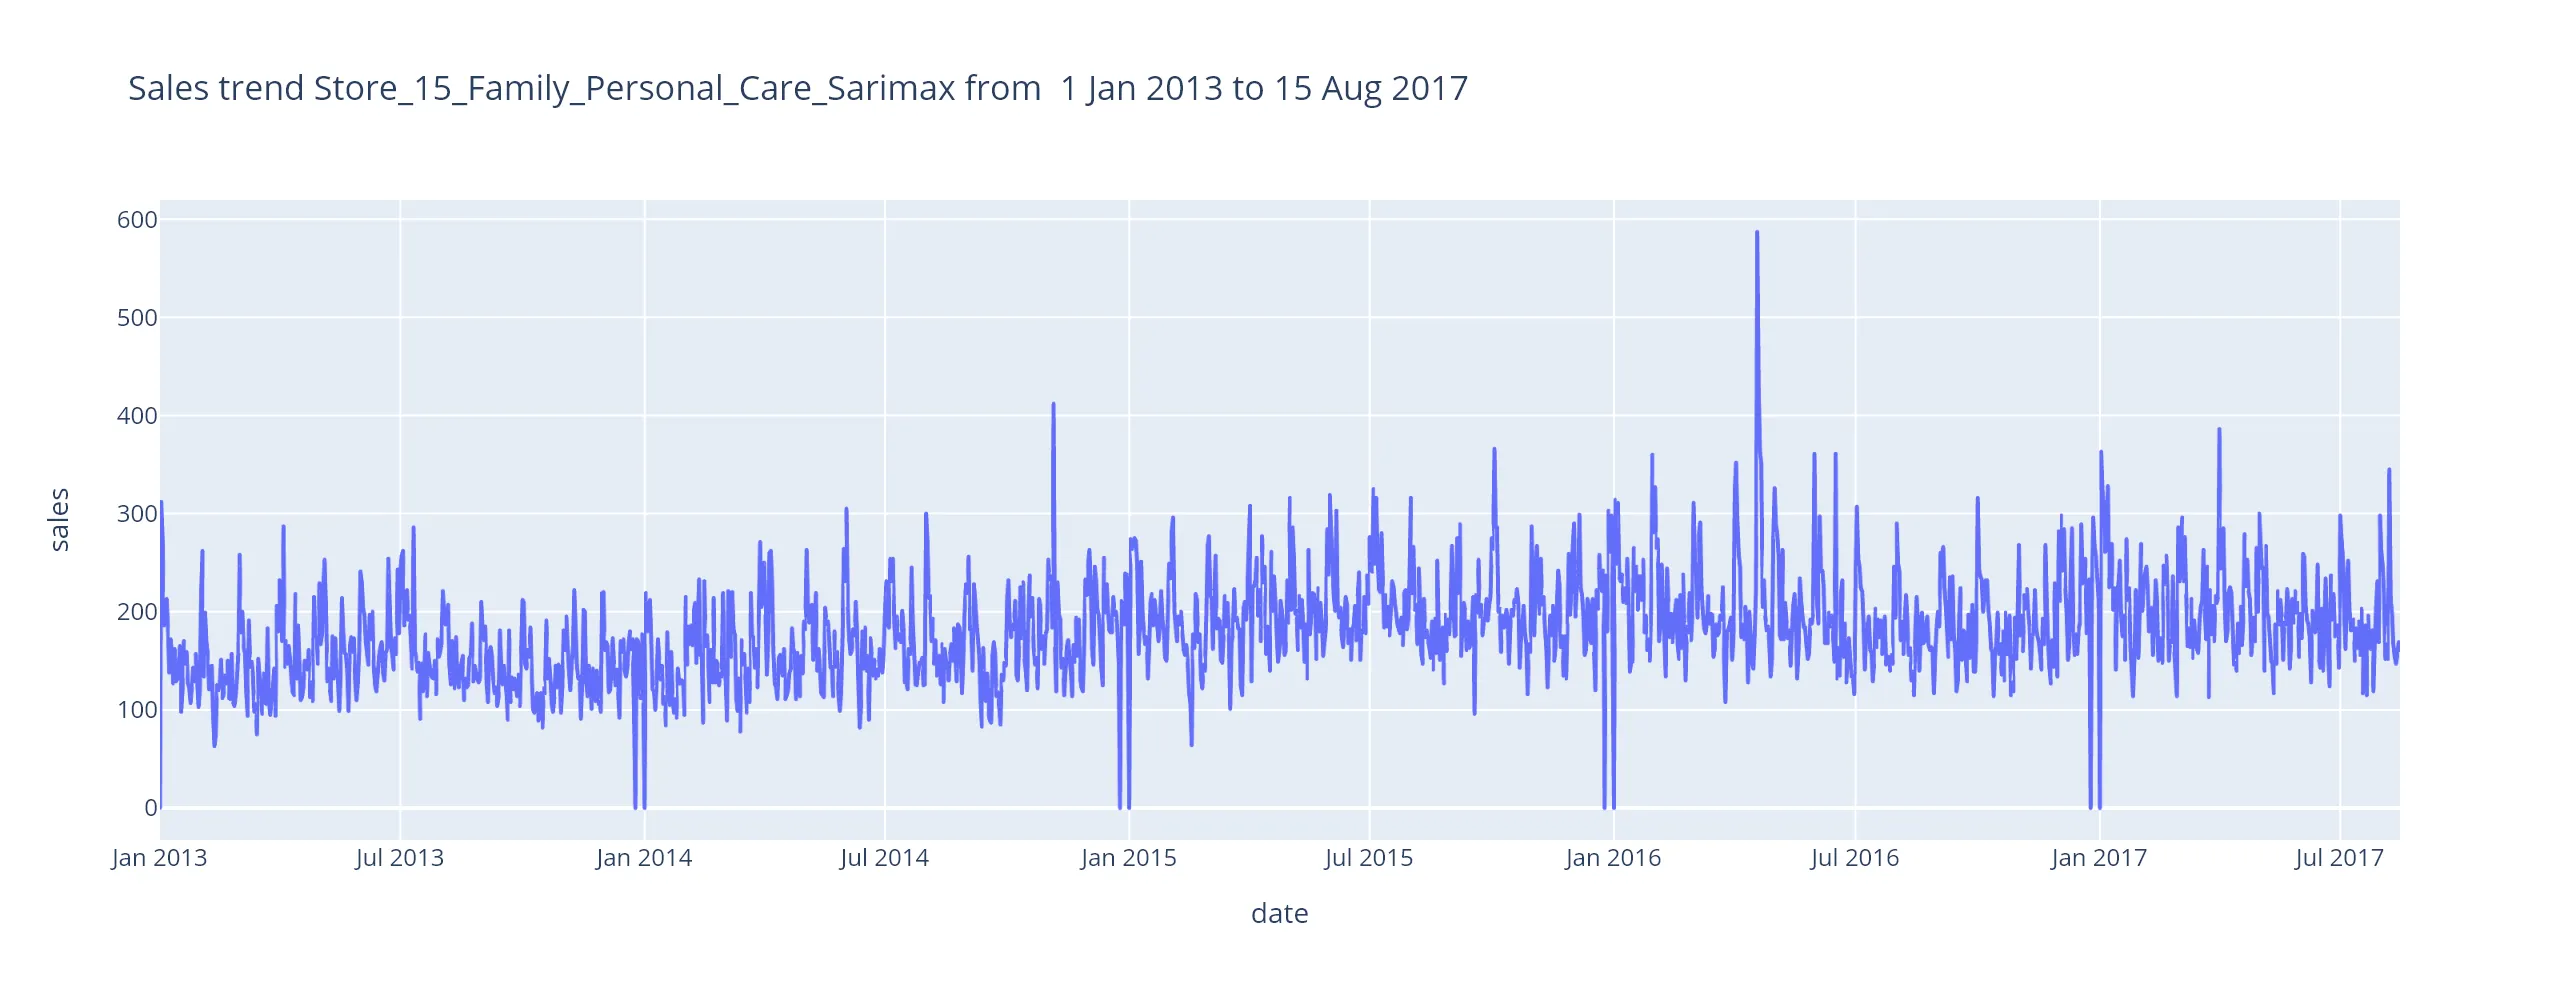 Sales trend Store_15_Family_Personal_Care_Sarimax from  1 Jan 2013 to 15 Aug 2017
600
500
400
300
200
100
0
sales
Jan 2013 Jul 2013 Jan 2014 Jul 2014 Jan 2015 Jul 2015 Jan 2016 Jul 2016 Jan 2017 Jul 2017
date